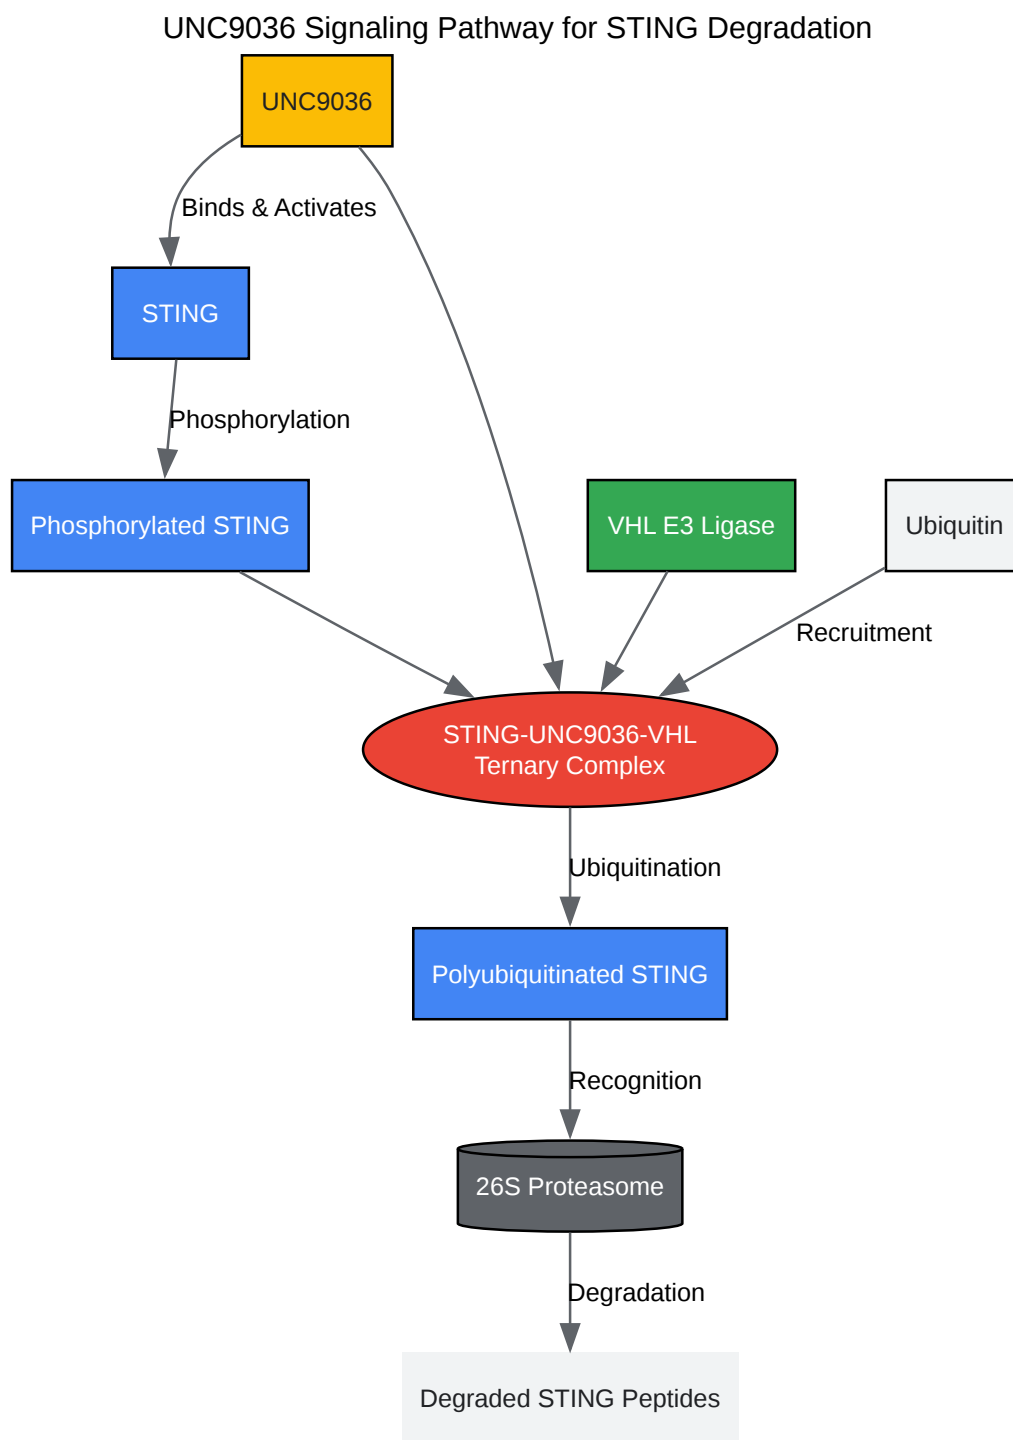 UNC9036 Signaling Pathway for STING Degradation
UNC9036
Binds & Activates
STING
Phosphorylation
Phosphorylated STING
VHL E3 Ligase
Ubiquitin
Recruitment
STING-UNC9036-VHL
Ternary Complex
Ubiquitination
Polyubiquitinated STING
Recognition
26S Proteasome
Degradation
Degraded STING Peptides